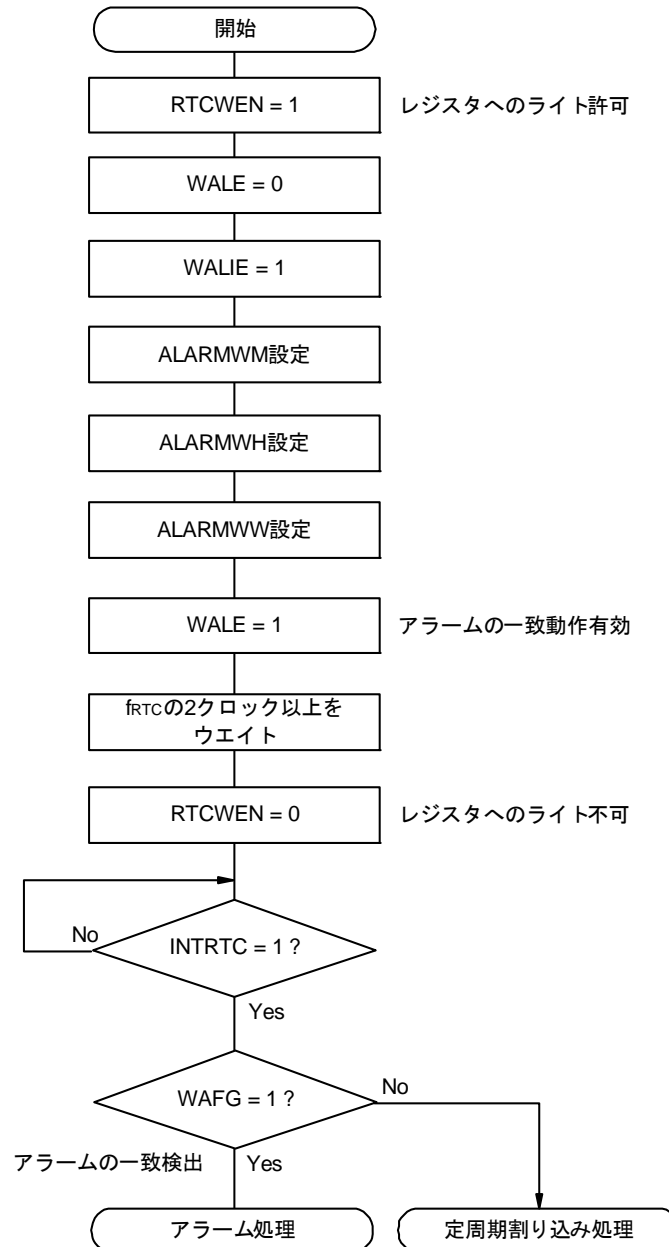 開始
RTCWEN = 1
レジスタへのライト許可
WALE = 0
WALIE = 1
ALARMWM設定
ALARMWH設定
ALARMWW設定
WALE = 1
アラームの一致動作有効
fRTCの2クロック以上を
ウエイト
RTCWEN = 0
レジスタへのライト不可
No
INTRTC = 1 ?
Yes
WAFG = 1 ?
No
アラームの一致検出
Yes
アラーム処理
定周期割り込み処理